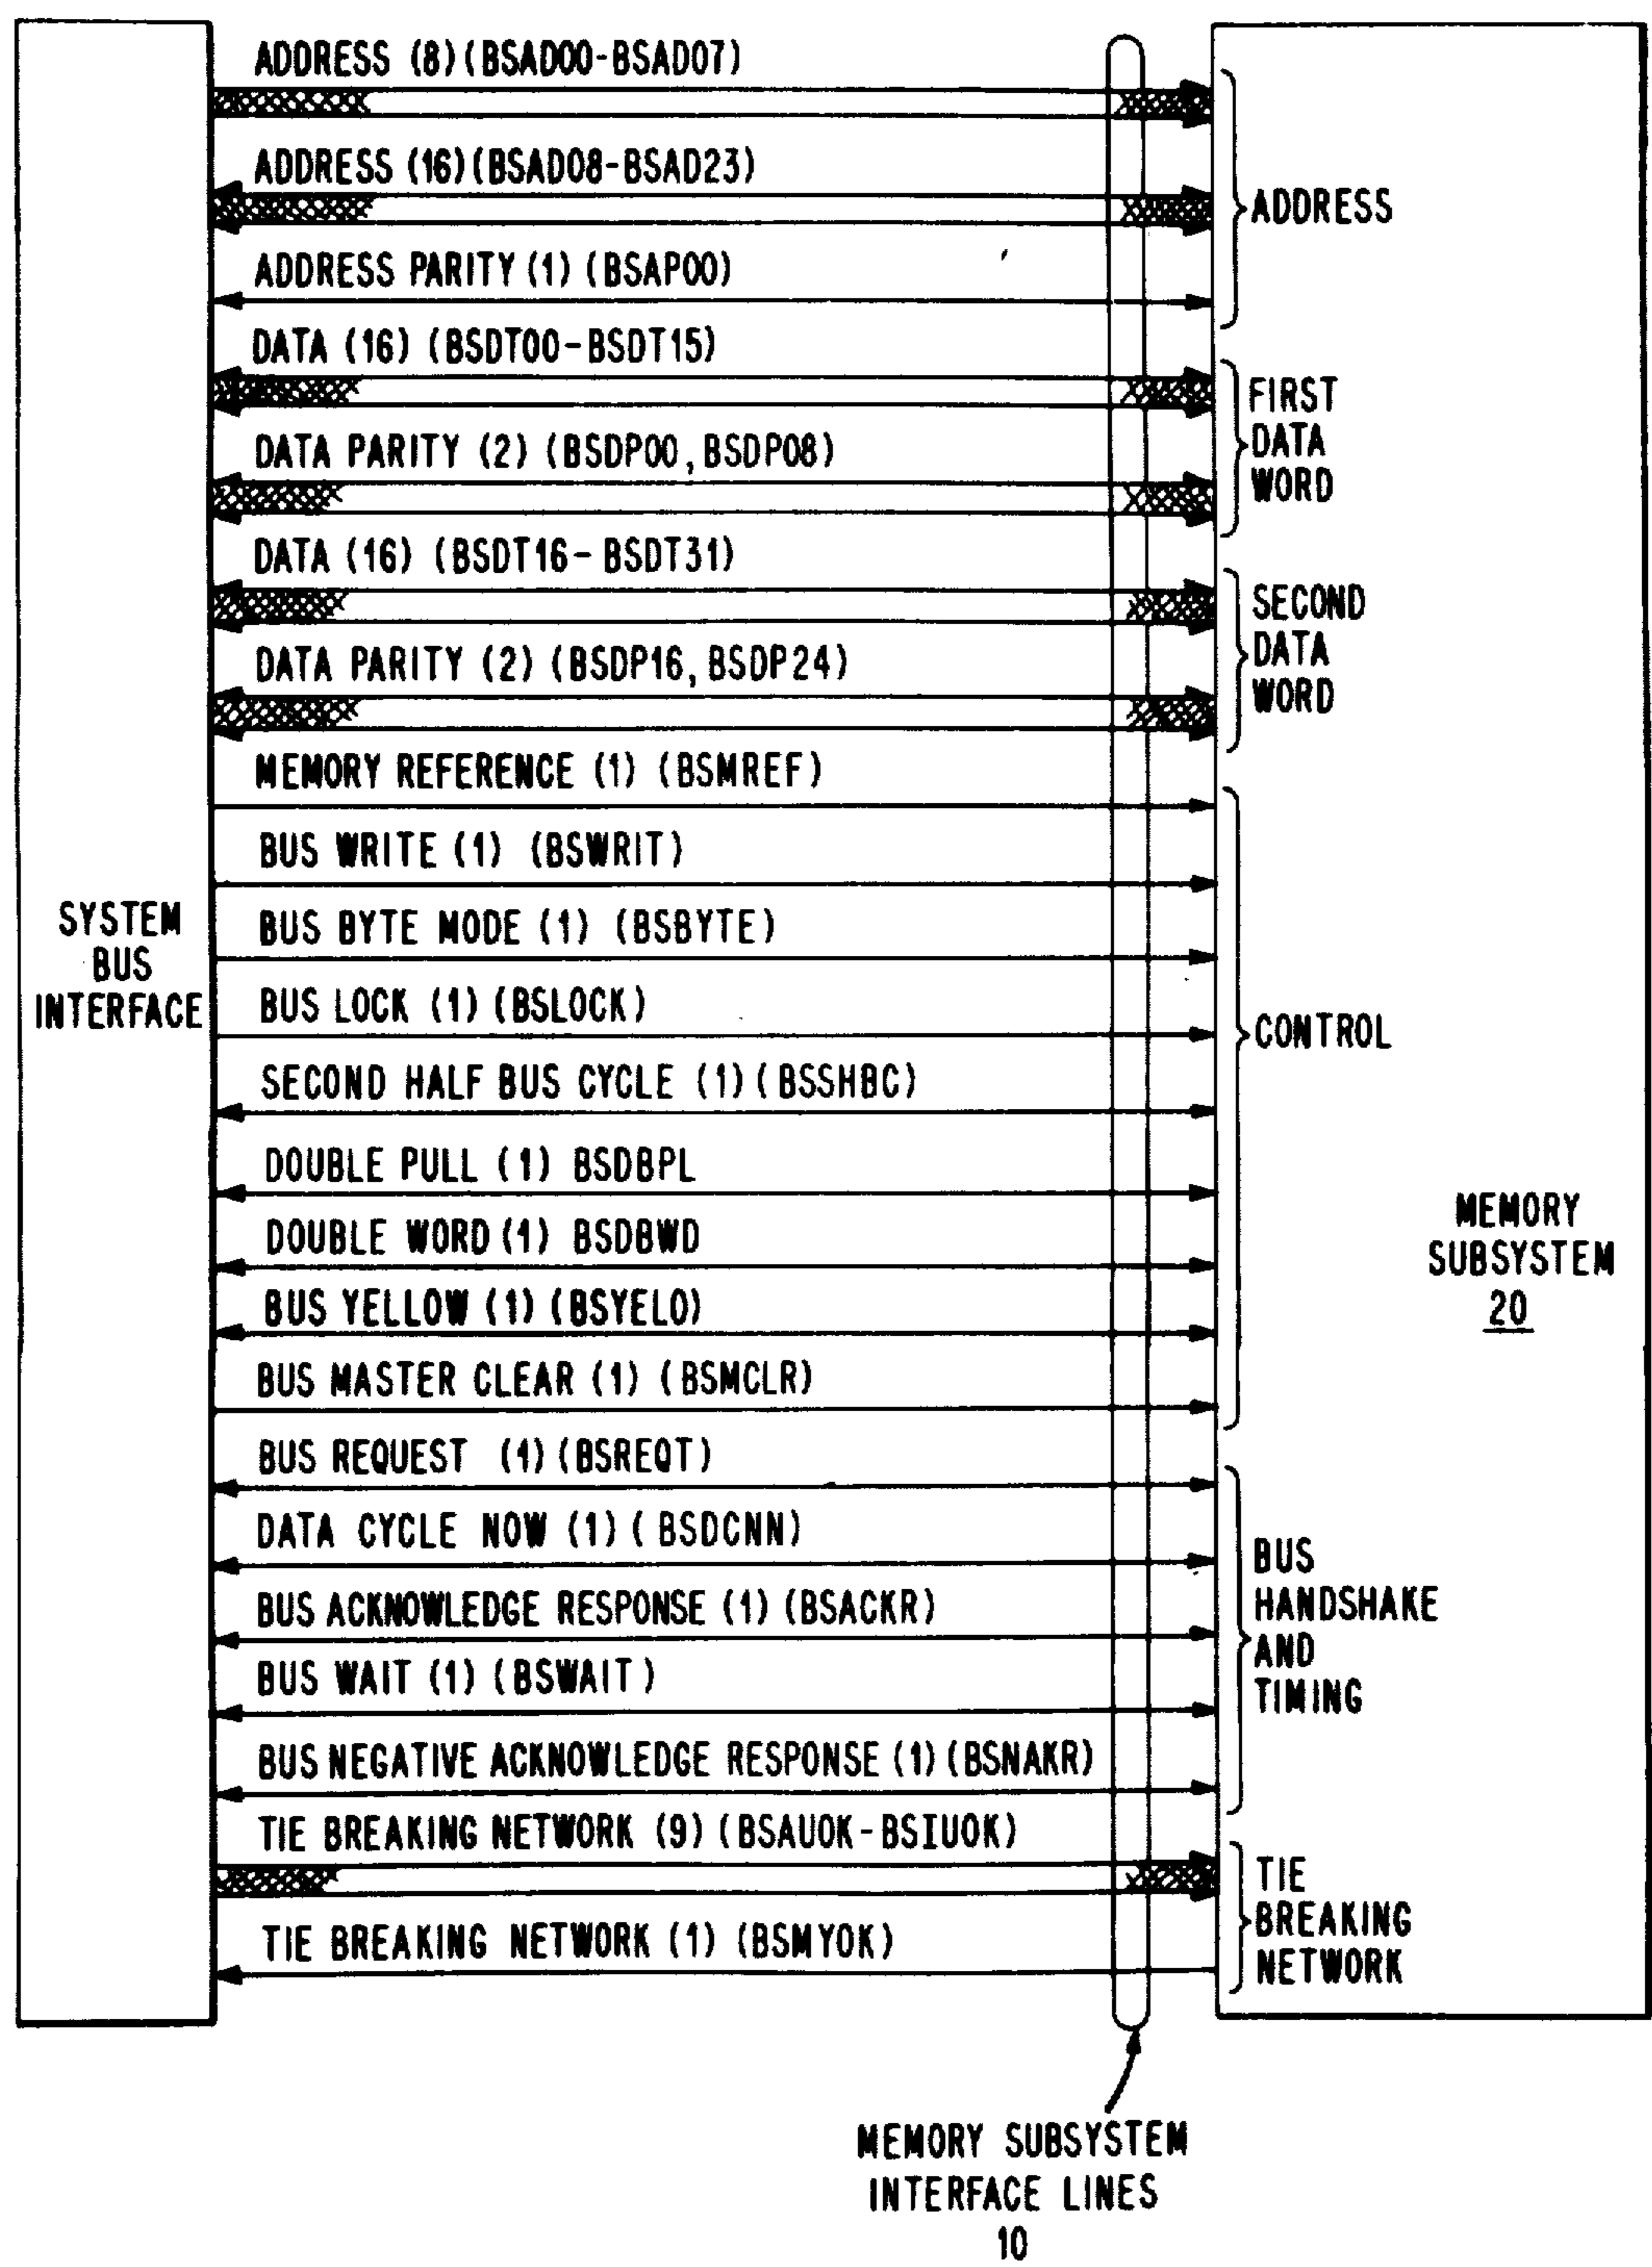 ADDRESS (8) (BSAD00-BSAD07)
ADDRESS (16) (BSAD08-BSAD23)
ADDRESS PARITY (1) (BSAP00)
ADDRESS
DATA (16) (BSDT00-BSDT15)
DATA PARITY (2) (BSDP00, BSDP08)
FIRST
DATA
WORD
DATA (16) (BSDT16-BSDT31)
DATA PARITY (2) (BSDP16, BSDP24)
SECOND
DATA
WORD
MEMORY REFERENCE (1) (BSMREF)
BUS WRITE (1) (BSWRIT)
BUS BYTE MODE (1) (BSBYTE)
BUS LOCK (1) (BSLOCK)
SECOND HALF BUS CYCLE (1) (BSSHBC)
DOUBLE PULL (1) BSDBPL
DOUBLE WORD (1) BSDBWD
BUS YELLOW (1) (BSYELO)
BUS MASTER CLEAR (1) (BSMCLR)
CONTROL
SYSTEM
BUS
INTERFACE
MEMORY
SUBSYSTEM
20
BUS REQUEST (1) (BSREQT)
DATA CYCLE NOW (1) (BSDCNN)
BUS ACKNOWLEDGE RESPONSE (1) (BSACKR)
BUS WAIT (1) (BSWAIT)
BUS NEGATIVE ACKNOWLEDGE RESPONSE (1) (BSNAKR)
BUS
HANDSHAKE
AND
TIMING
TIE BREAKING NETWORK (9) (BSAUOK-BSIUOK)
TIE BREAKING NETWORK (1) (BSMYOK)
TIE
BREAKING
NETWORK
MEMORY SUBSYSTEM
INTERFACE LINES
10